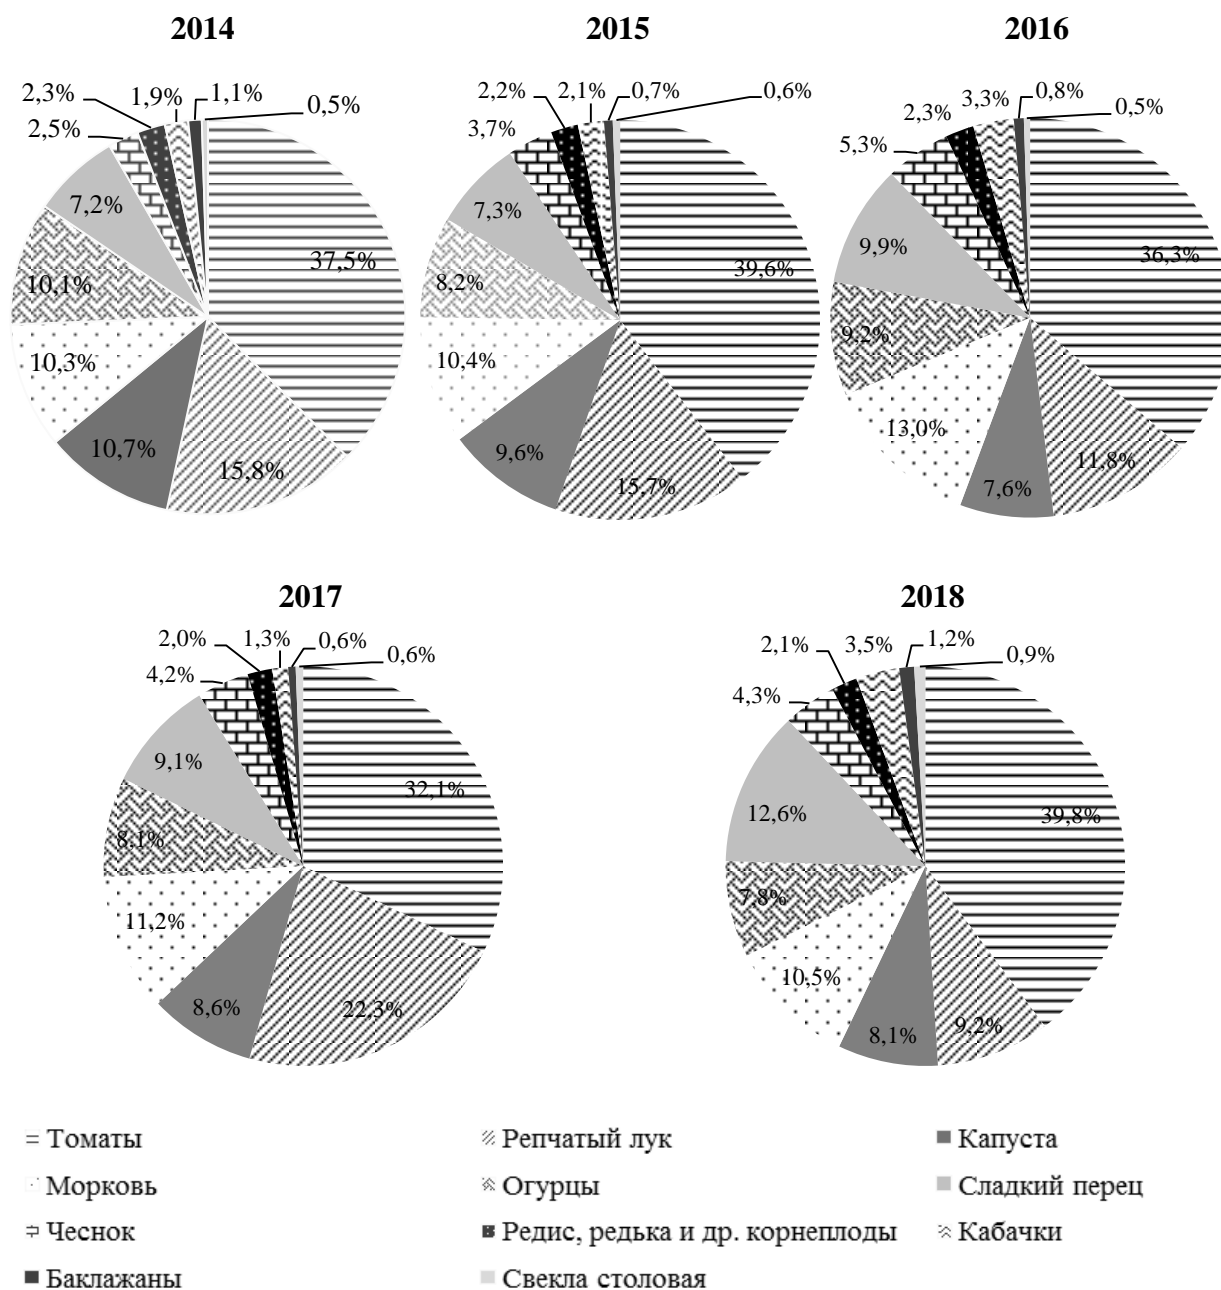 2014 2015 2016
2,3% 1,9% 1,1% 0,5% 2,2% 2,1% 0,7% 0,6% 2,3% 3,3% 0,8% 0,5%
2,5% 3,7% 5,3%
7,2% 7,3% 9,9%
37,5% 39,6% 36,3%
10,1% 8,2% 9,2%
10,3% 10,4% 13,0%
10,7% 9,6% 7,6%
15,8% 15,7% 11,8%
2017 2018
2,0% 1,3% 0,6% 0,6% 2,1% 3,5% 1,2% 0,9%
4,2% 4,3%
9,1% 12,6%
32,1% 39,8%
8,1% 7,8%
11,2% 10,5%
8,6% 8,1%
22,3% 9,2%
Томаты Репчатый лук Капуста
Морковь Огурцы Сладкий перец
Чеснок Редис, редька и др. корнеплоды Кабачки
Баклажаны Свекла столовая